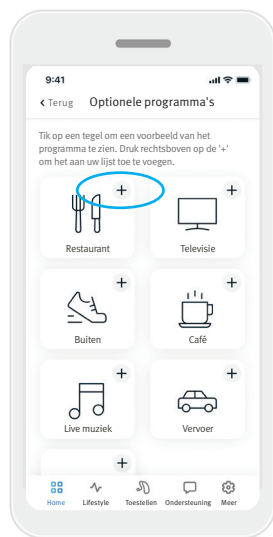 9:41
Terug Optionele programma's
Tik op een tegel om een voorbeeld van het
programma te zien. Druk rechtsboven op de '+'
om het aan uw lijst toe te voegen.
+ +
Restaurant Televisie
+ +
Buiten Café
+ +
Live muziek Vervoer
+
Home Lifestyle Toestellen Ondersteuning Meer